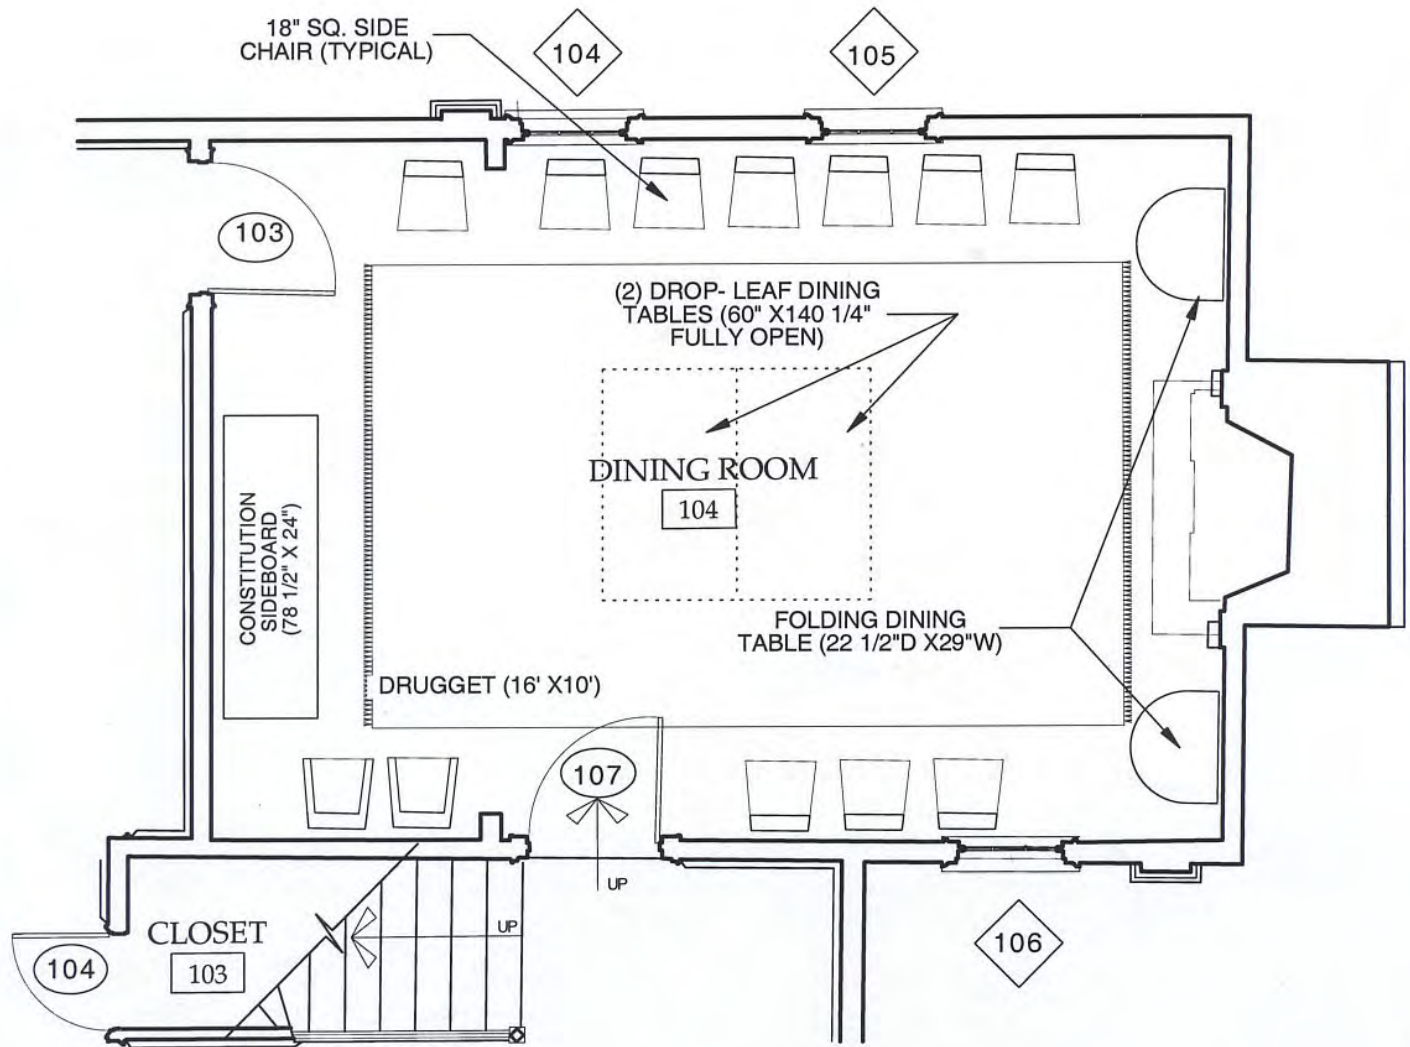 18" SQ. SIDE
CHAIR (TYPICAL)
104
105
103
(2) DROP- LEAF DINING
TABLES (60" X140 1/4"
FULLY OPEN)
DINING ROOM
104
CONSTITUTION
SIDEBOARD
(78 1/2" X 24")
FOLDING DINING
TABLE (22 1/2"D X29"W)
DRUGGET (16' X10')
107
UP
UP
CLOSET
103
104
106